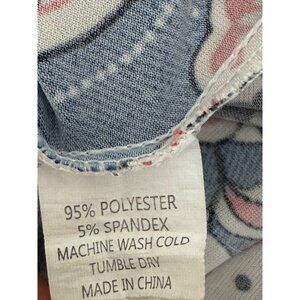 95% POLYESTER
5% SPANDEX
MACHINE WASH COLD
TUMBLE DRY
MADE IN CHINA